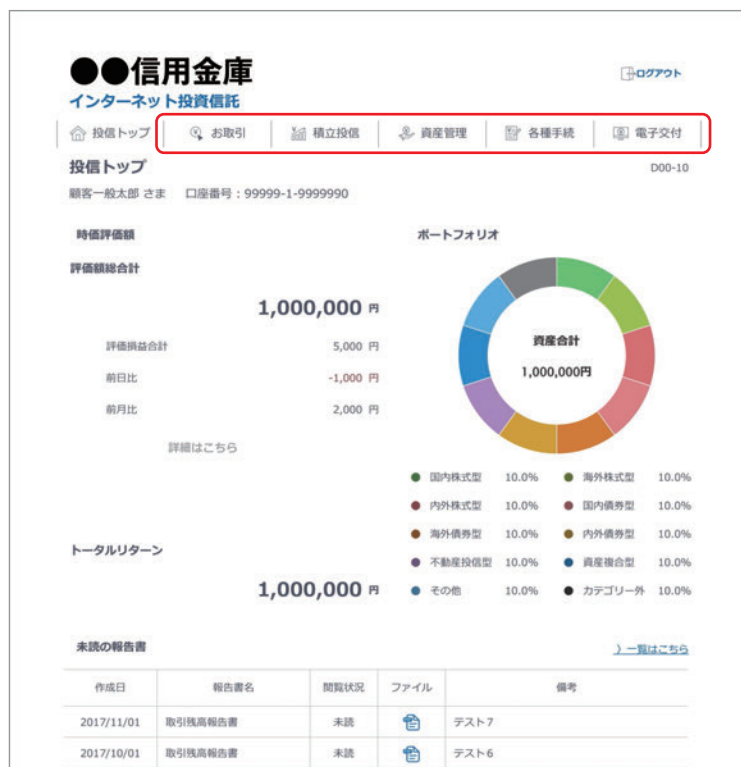 ●●信用金庫
ログアウト
インターネット投資信託
投信トップ お取引 積立投信 資産管理 各種手続 電子交付
投信トップ D00-10
顧客一般太郎 さま 口座番号：99999-1-9999990
時価評価額 ポートフォリオ
評価額総合計
1,000,000 円
資産合計
1,000,000円
評価損益合計 5,000 円
前日比 -1,000 円
前月比 2,000 円
詳細はこちら
国内株式型 10.0% 海外株式型 10.0%
内外株式型 10.0% 国内債券型 10.0%
海外債券型 10.0% 内外債券型 10.0%
不動産投信型 10.0% 資産複合型 10.0%
その他 10.0% カテゴリー外 10.0%
トータルリターン
1,000,000 円
未読の報告書 〉一覧はこちら
作成日 報告書名 閲覧状況 ファイル 備考
2017/11/01 取引残高報告書 未読 テスト7
2017/10/01 取引残高報告書 未読 テスト6